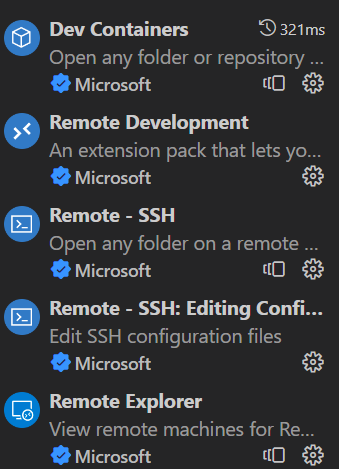 Dev Containers 321ms
Open any folder or repository ...
Microsoft
Remote Development
An extension pack that lets yo...
Microsoft
Remote - SSH
Open any folder on a remote ...
Microsoft
Remote - SSH: Editing Confi...
Edit SSH configuration files
Microsoft
Remote Explorer
View remote machines for Re...
Microsoft